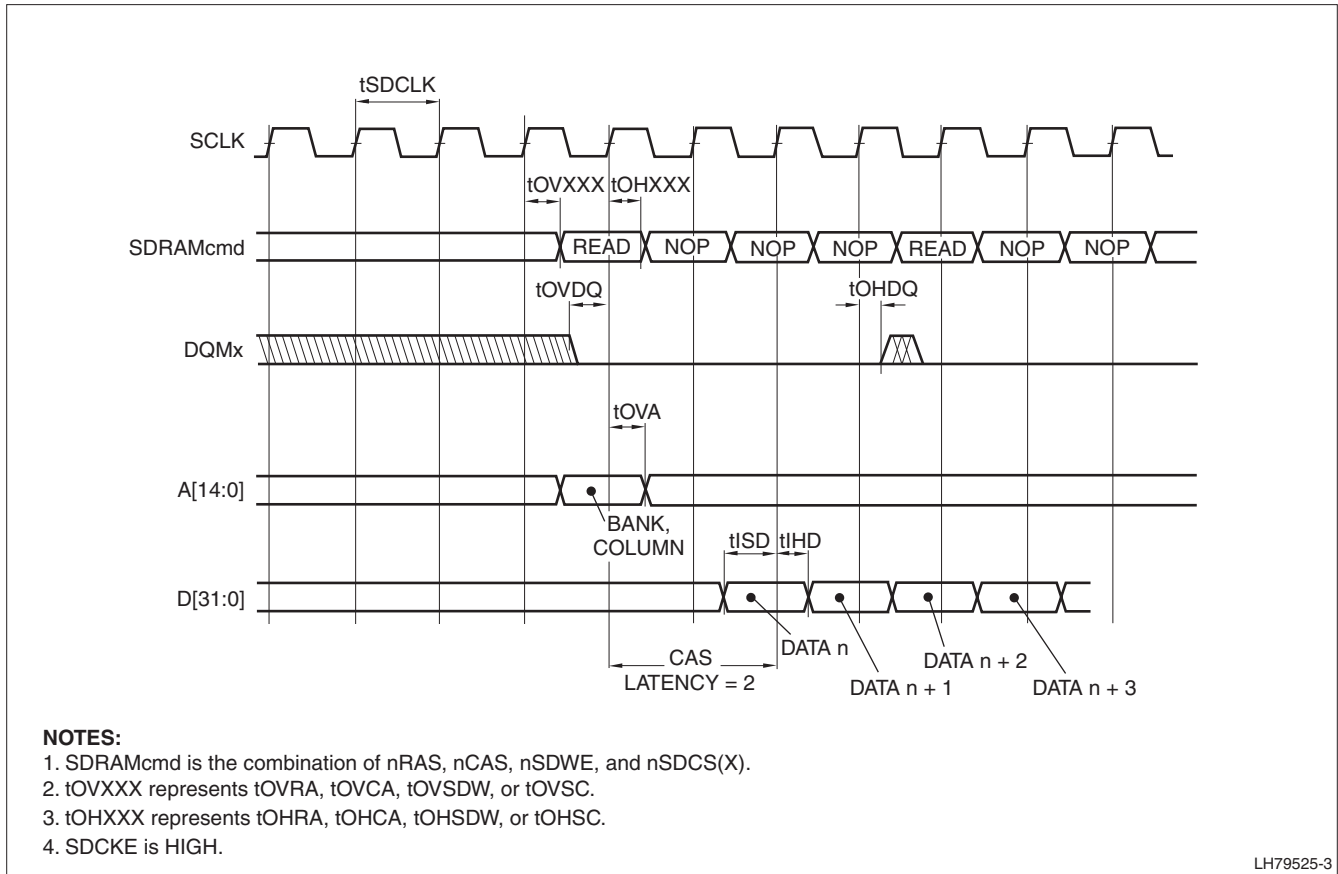 tSDCLK
SCLK
tOVXXX tOHXXX
SDRAMcmd READ NOP NOP NOP READ NOP NOP
tOVDQ tOHDQ
DQMx
tOVA
A[14:0]
BANK,
COLUMN
tISD tIHD
D[31:0]
DATA n
DATA n + 1
DATA n + 2
DATA n + 3
CAS
LATENCY = 2
NOTES:
1. SDRAMcmd is the combination of nRAS, nCAS, nSDWE, and nSDCS(X).
2. tOVXXX represents tOVRA, tOVCA, tOVSDW, or tOVSC.
3. tOHXXX represents tOHRA, tOHCA, tOHSDW, or tOHSC.
4. SDCKE is HIGH.
LH79525-3